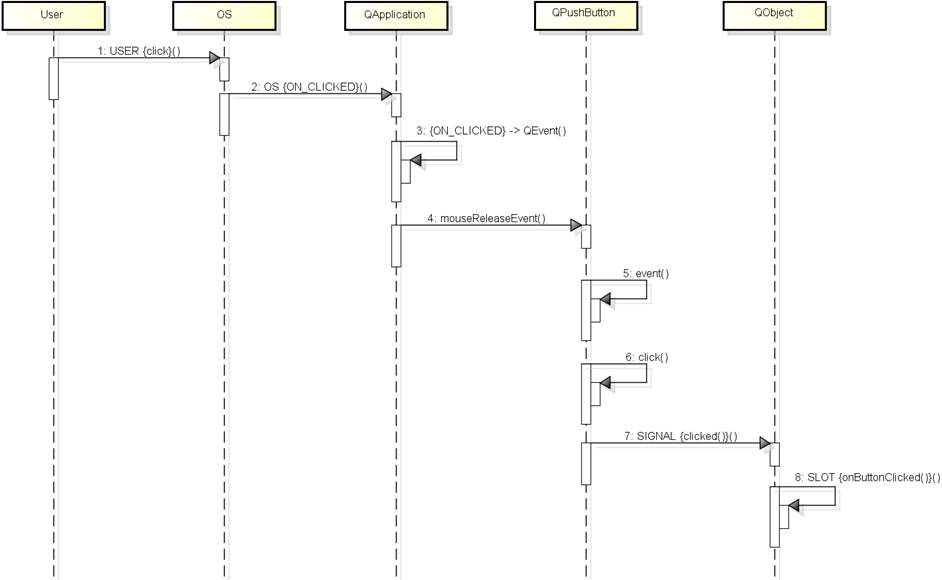 User
OS
QApplication
QPushButton
QObject
1: USER {click}()
2: OS {ON_CLICKED}()
3: {ON_CLICKED} -> QEvent()
4: mouseReleaseEvent()
5: event()
6: click()
7: SIGNAL {clicked()}()
8: SLOT {onButtonClicked()}()